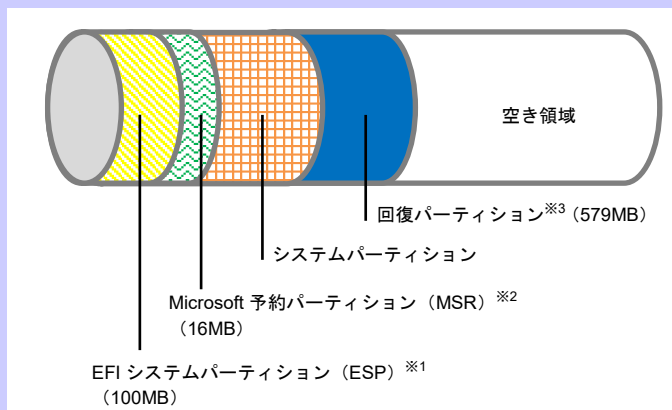 空き領域
回復パーティション※3(579MB)
システムパーティション
Microsoft 予約パーティション(MSR)※2
(16MB)
EFI システムパーティション(ESP)※1
(100MB)